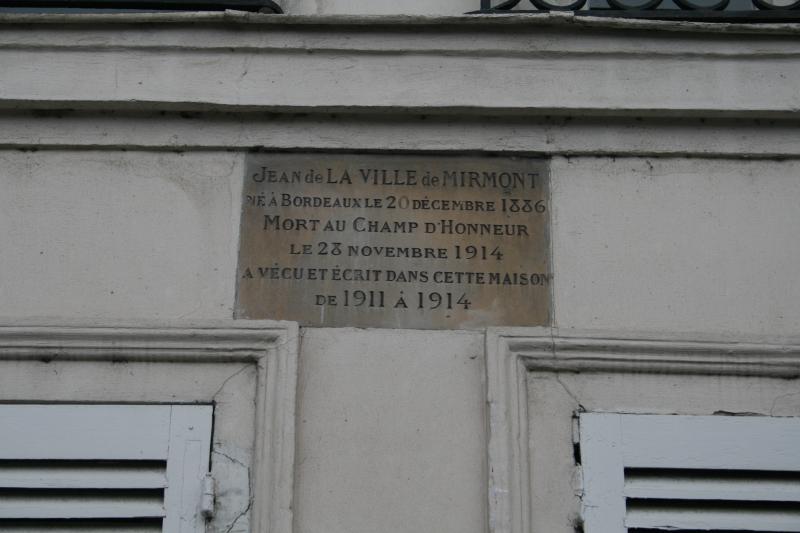 JEAN de LA VILLE de MIRMONT
NÉ À BORDEAUX LE 20 DÉCEMBRE 1886
MORT AU CHAMP D'HONNEUR
LE 28 NOVEMBRE 1914
A VÉCU ET ÉCRIT DANS CETTE MAISON
DE 1911 À 1914